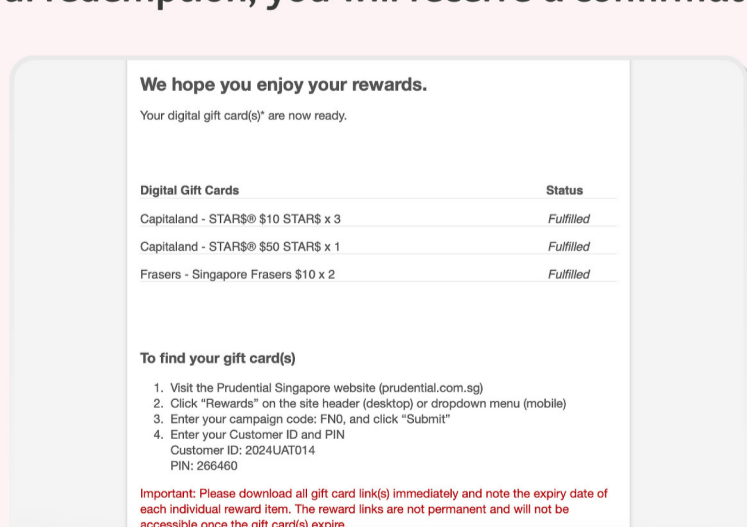 We hope you enjoy your rewards.
Your digital gift card(s)* are now ready.
Digital Gift Cards Status
Capitaland - STAR$® $10 STAR$ x 3 Fulfilled
Capitaland - STAR$® $50 STAR$ x 1 Fulfilled
Frasers - Singapore Frasers $10 x 2 Fulfilled
To find your gift card(s)
1. Visit the Prudential Singapore website (prudential.com.sg)
2. Click "Rewards" on the site header (desktop) or dropdown menu (mobile)
3. Enter your campaign code: FN0, and click “Submit”
4. Enter your Customer ID and PIN
Customer ID: 2024UAT014
PIN: 266460
Important: Please download all gift card link(s) immediately and note the expiry date of
each individual reward item. The reward links are not permanent and will not be
accessible once the gift card(s) expire.